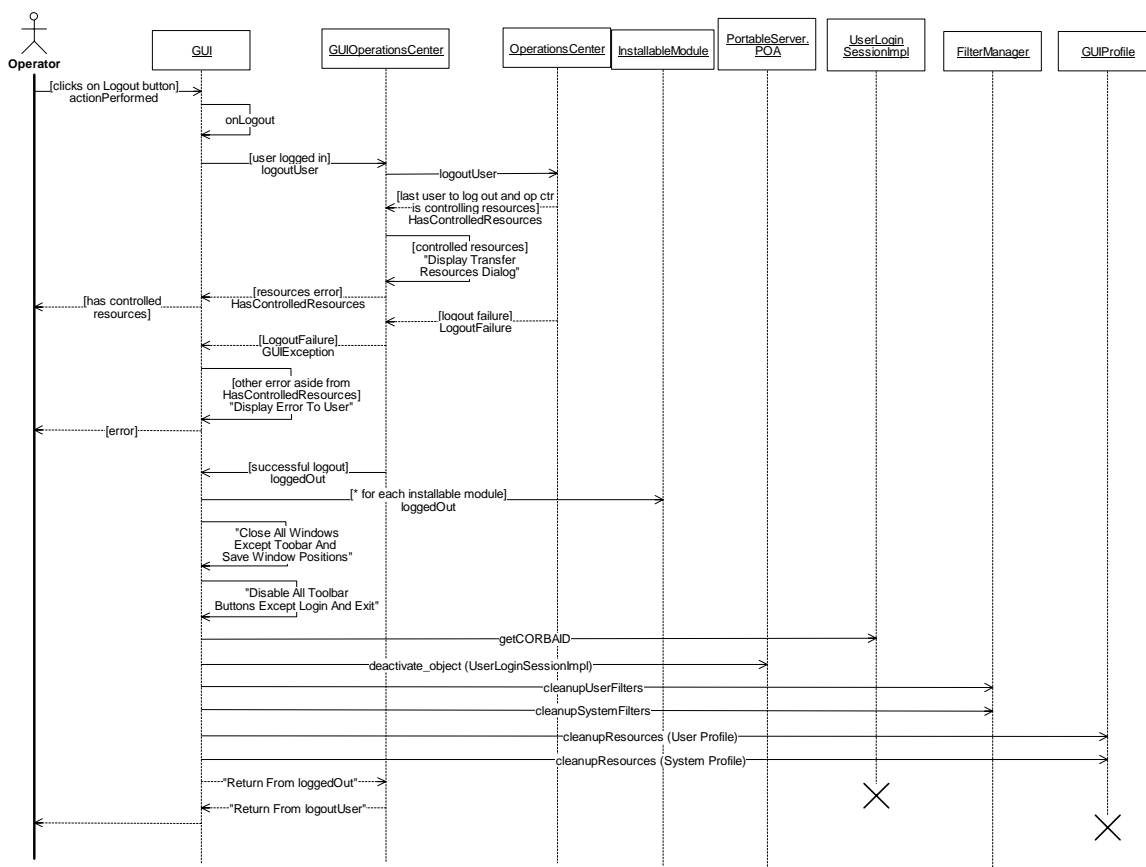 Operator
GUI
GUIOperationsCenter
OperationsCenter
InstallableModule
PortableServer.
POA
UserLogin
SessionImpl
FilterManager
GUIProfile
[clicks on Logout button]
actionPerformed
onLogout
[user logged in]
logoutUser
logoutUser
[last user to log out and op ctr
is controlling resources]
HasControlledResources
[controlled resources]
"Display Transfer
Resources Dialog"
[resources error]
HasControlledResources
[has controlled
resources]
[logout failure]
LogoutFailure
[LogoutFailure]
GUIException
[other error aside from
HasControlledResources]
"Display Error To User"
[error]
[successful logout]
loggedOut
[* for each installable module]
loggedOut
"Close All Windows
Except Toobar And
Save Window Positions"
"Disable All Toolbar
Buttons Except Login And Exit"
getCORBAID
deactivate_object (UserLoginSessionImpl)
cleanupUserFilters
cleanupSystemFilters
cleanupResources (User Profile)
cleanupResources (System Profile)
"Return From loggedOut"
"Return From logoutUser"